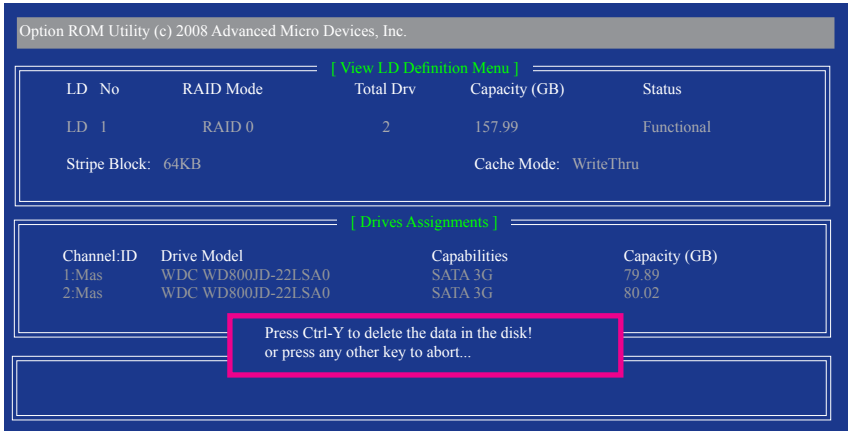 Option ROM Utility (c) 2008 Advanced Micro Devices, Inc.
[ View LD Definition Menu ]
LD No RAID Mode Total Drv Capacity (GB) Status
LD 1 RAID 0 2 157.99 Functional
Stripe Block: 64KB Cache Mode: WriteThru
[ Drives Assignments ]
Channel:ID Drive Model Capabilities Capacity (GB)
1:Mas WDC WD800JD-22LSA0 SATA 3G 79.89
2:Mas WDC WD800JD-22LSA0 SATA 3G 80.02
Press Ctrl-Y to delete the data in the disk!
or press any other key to abort...